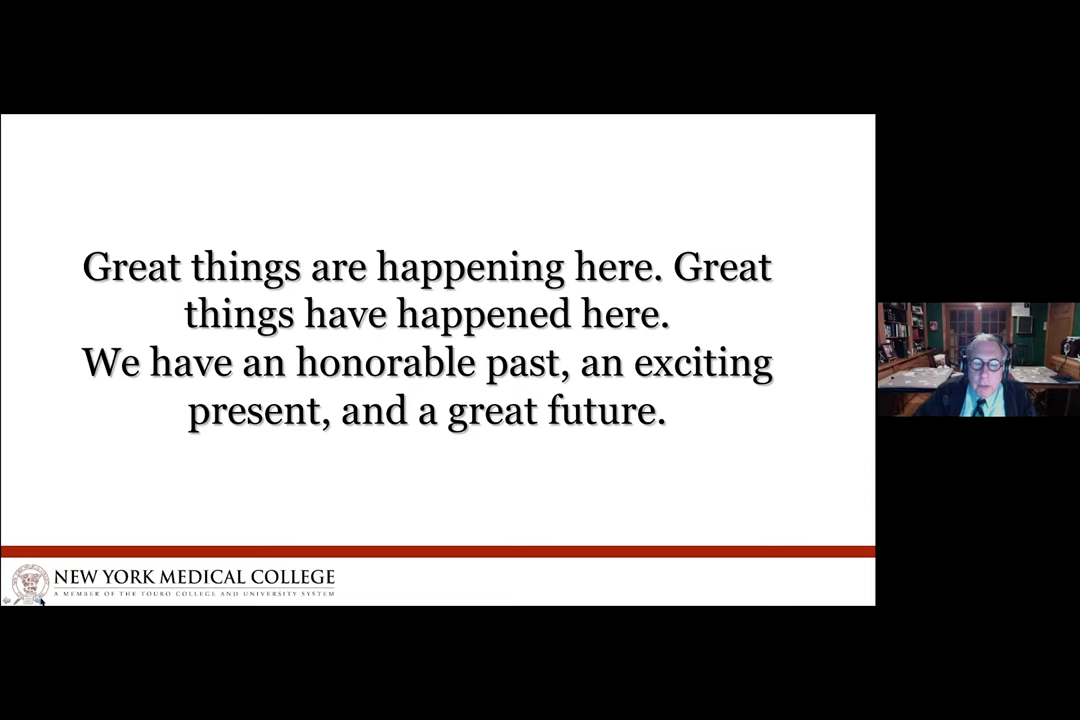 Great things are happening here. Great
things have happened here.
We have an honorable past, an exciting
present, and a great future.
NEW YORK MEDICAL COLLEGE
A MEMBER OF THE TOURO COLLEGE AND UNIVERSITY SYSTEM